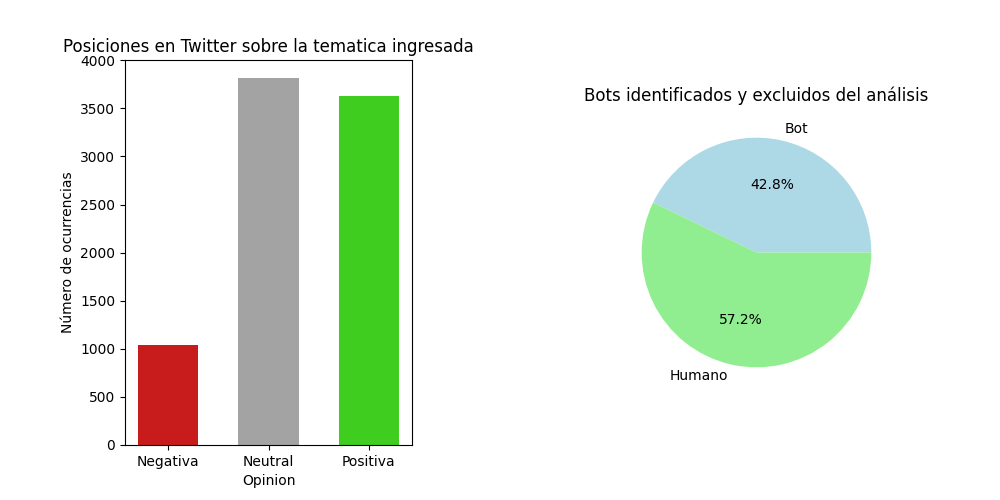 Posiciones en Twitter sobre la tematica ingresada
4000
3500
3000
2500
2000
1500
1000
500
0
Número de ocurrencias
Negativa
Neutral
Positiva
Opinion
Bots identificados y excluidos del análisis
Bot
42.8%
57.2%
Humano